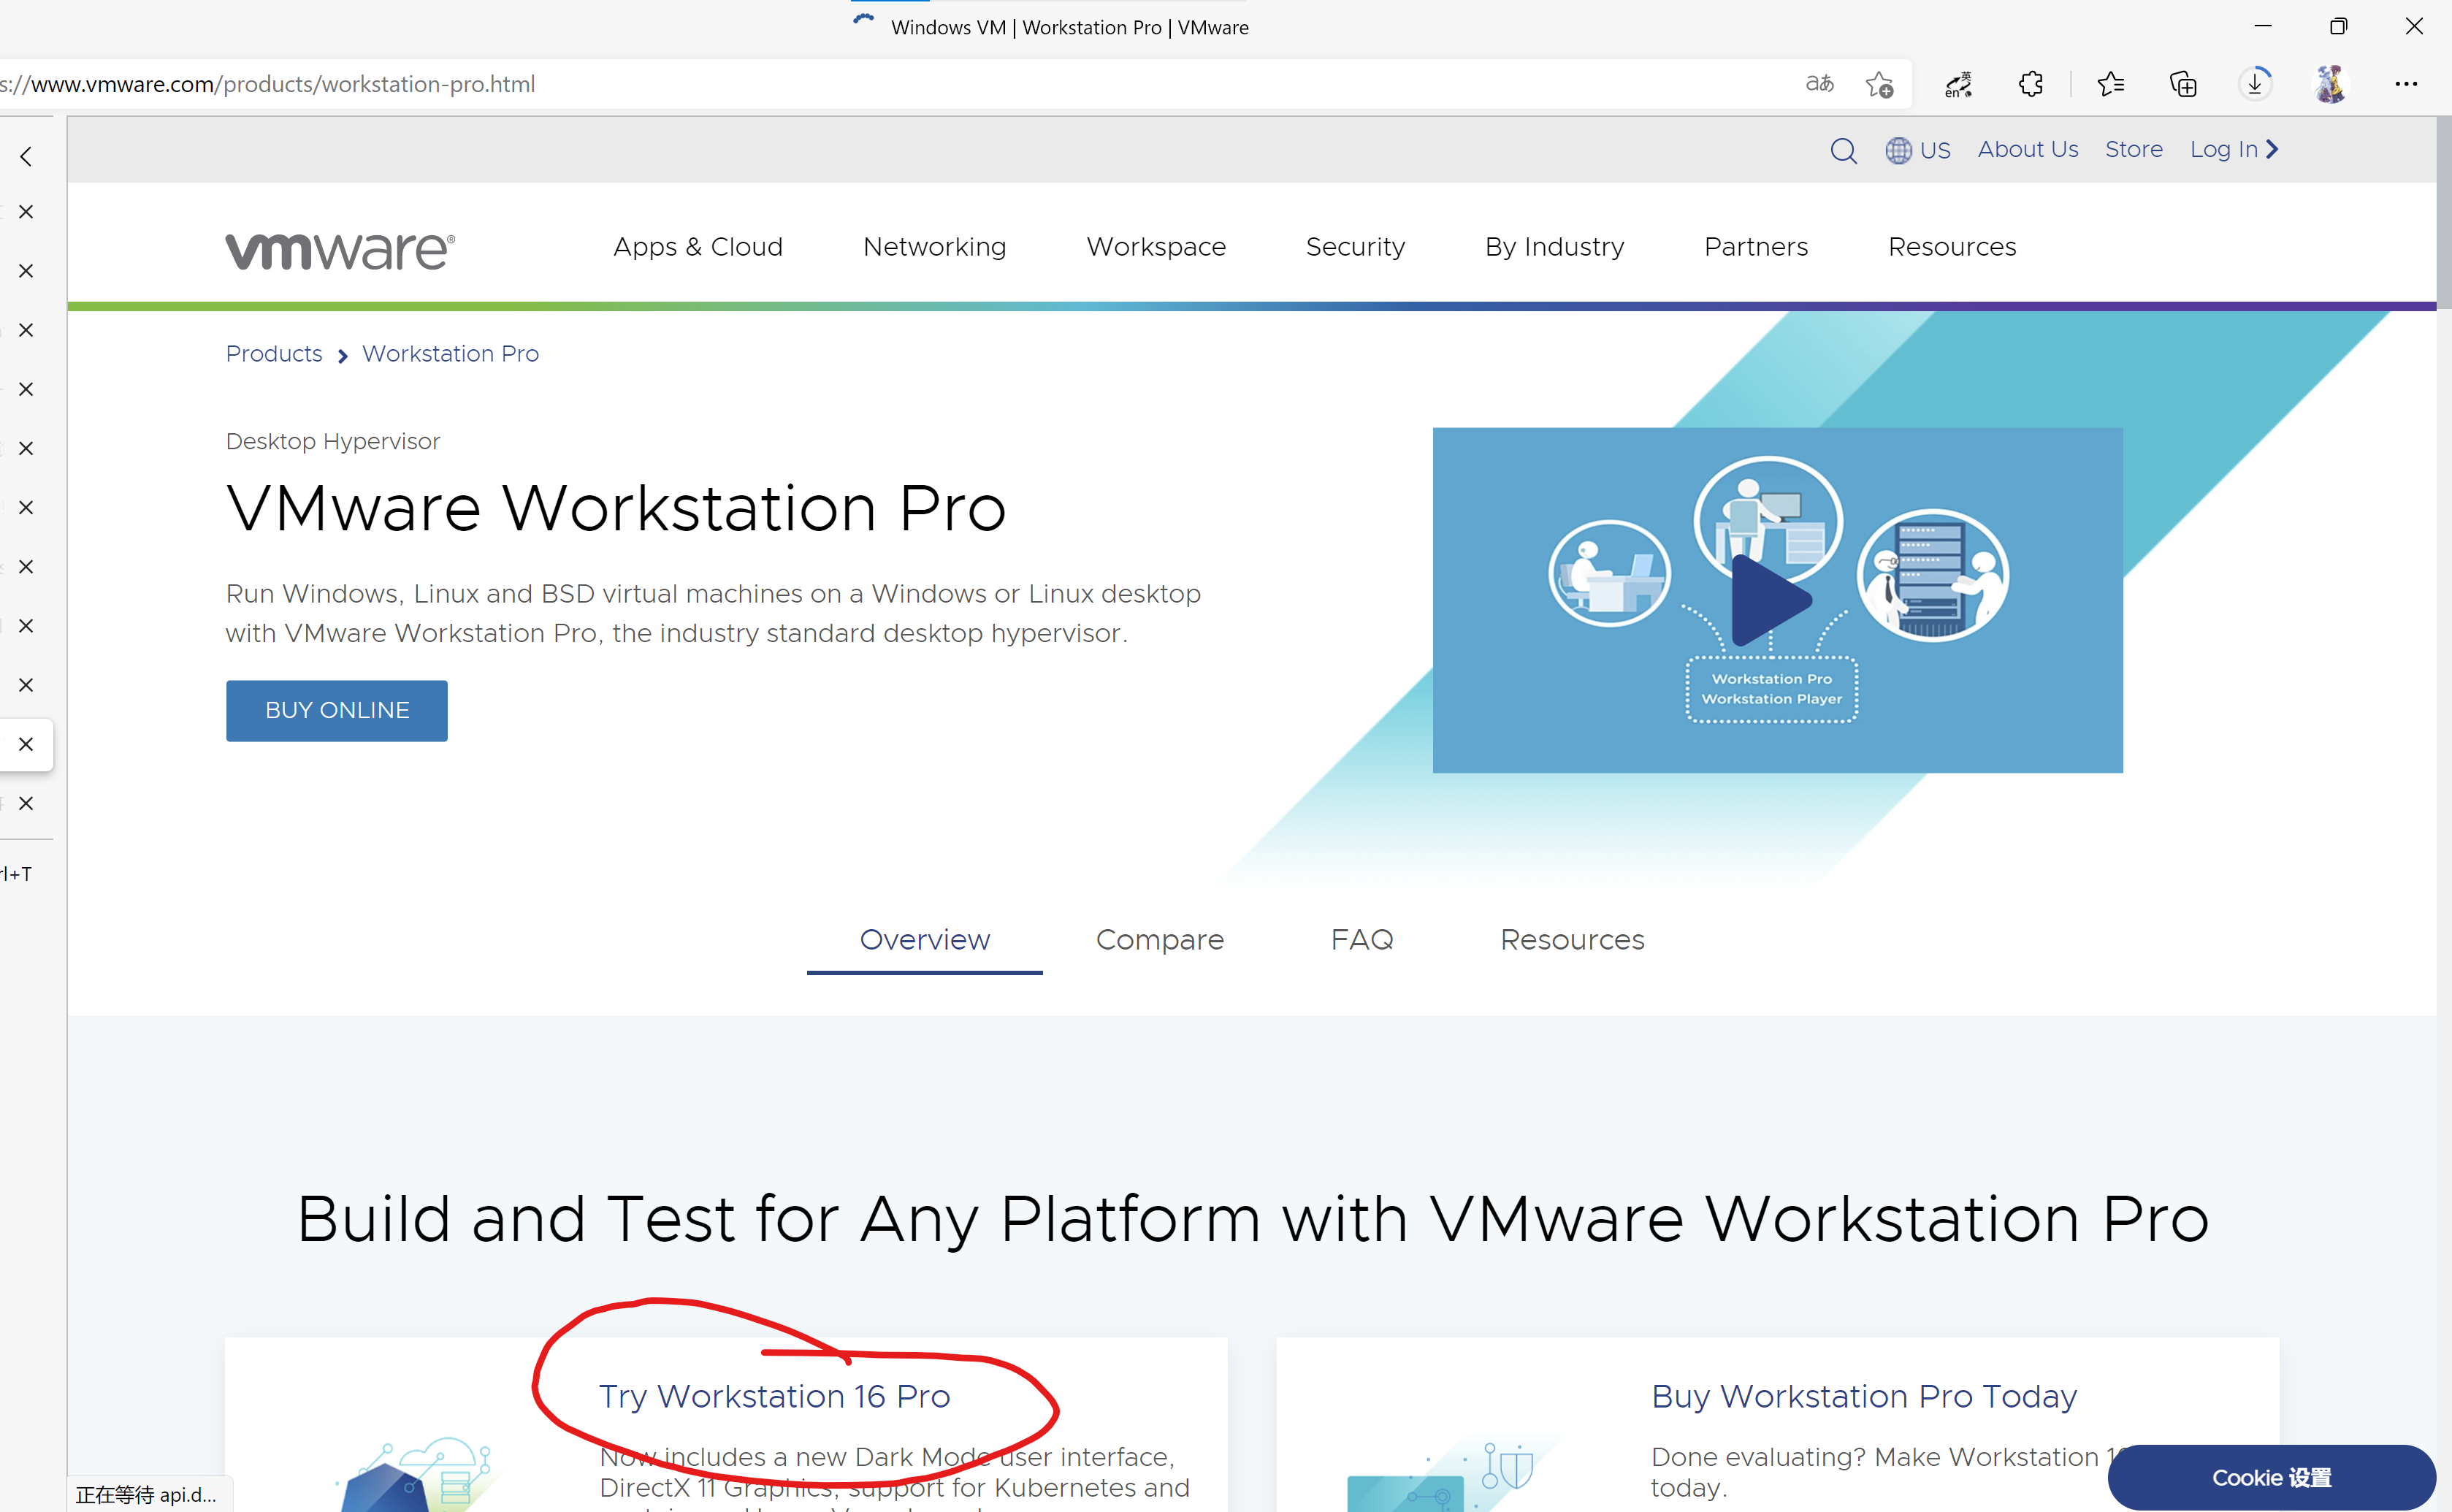 Windows VM | Workstation Pro | VMware
s://www.vmware.com/products/workstation-pro.html
US
About Us
Store
Log In
vmware®
Apps & Cloud
Networking
Workspace
Security
By Industry
Partners
Resources
Products
Workstation Pro
Desktop Hypervisor
VMware Workstation Pro
Run Windows, Linux and BSD virtual machines on a Windows or Linux desktop
with VMware Workstation Pro, the industry standard desktop hypervisor.
BUY ONLINE
Workstation Pro
Workstation Player
rl+T
Overview
Compare
FAQ
Resources
Build and Test for Any Platform with VMware Workstation Pro
Try Workstation 16 Pro
Now includes a new Dark Mode user interface,
DirectX 11 Graphics, support for Kubernetes and
Buy Workstation Pro Today
Done evaluating? Make Workstation
today.
Cookie 设置
正在等待 api.d...